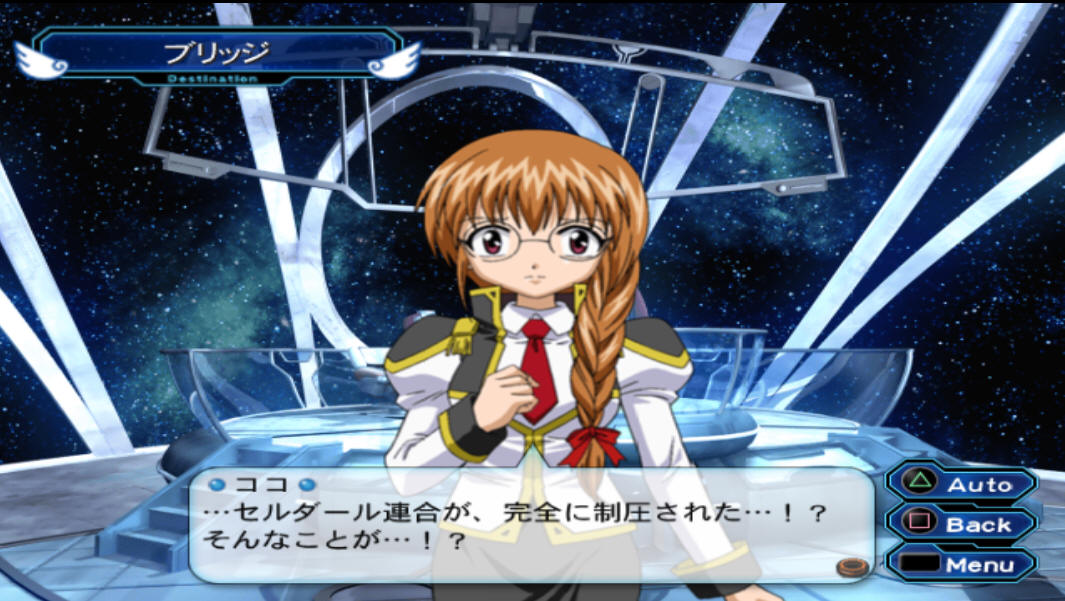 ブリッジ
Destination
ココ
…セルダール連合が、完全に制圧された…！？
そんなことが…！？
Auto
Back
Menu